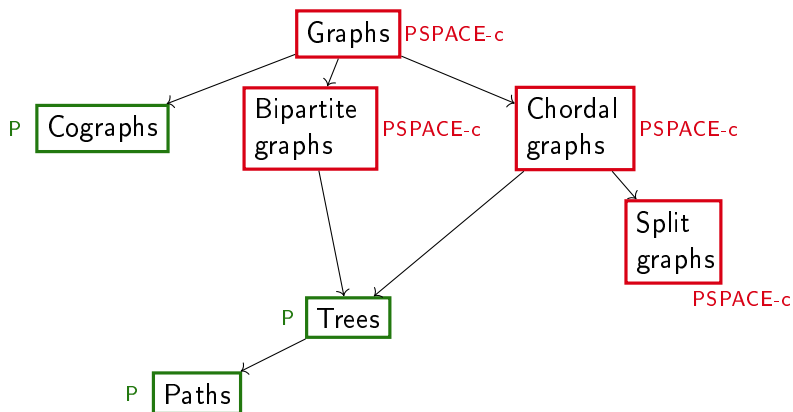 Graphs PSPACE-c
P Cographs
Bipartite
graphs
PSPACE-c
Chordal
graphs
PSPACE-c
Split
graphs
PSPACE-c
P Trees
P Paths